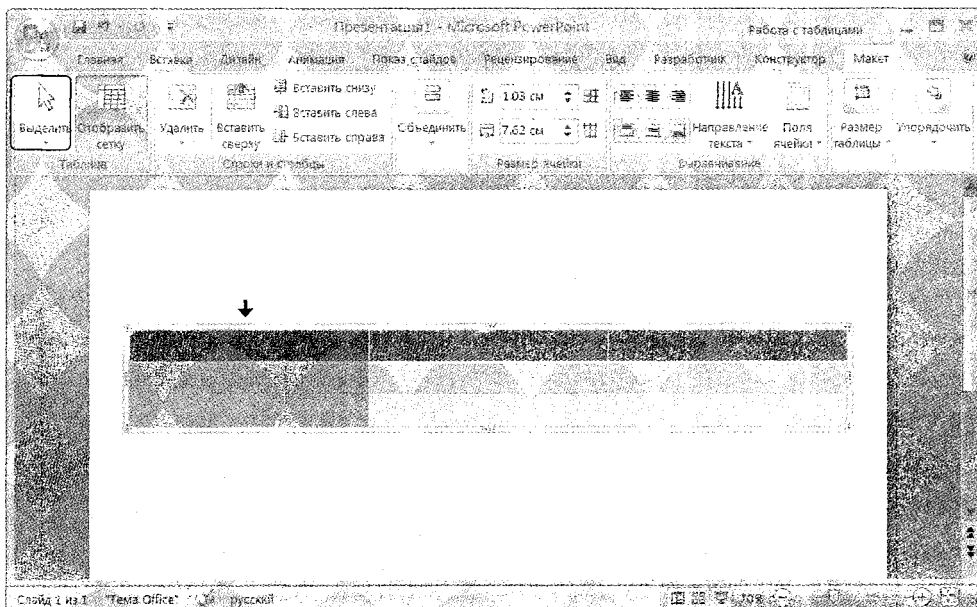 Презентация1 - Microsoft PowerPoint
Работа с таблицами
Главная Вставка Дизайн Анимация Показ слайдов Рецензирование Вид Разработчик Конструктор Макет
Вставить снизу
Вставить слева
Вставить справа
1.03 см
7.62 см
Выделить Отобразить сетку Удалить Вставить сверху Объединить Направление текста Поля ячейки Размер таблицы Упорядочить
Таблица Строки и столбцы Размер ячейки Выравнивание
Слайд 1 из 1 "Тема Office" русский 70%